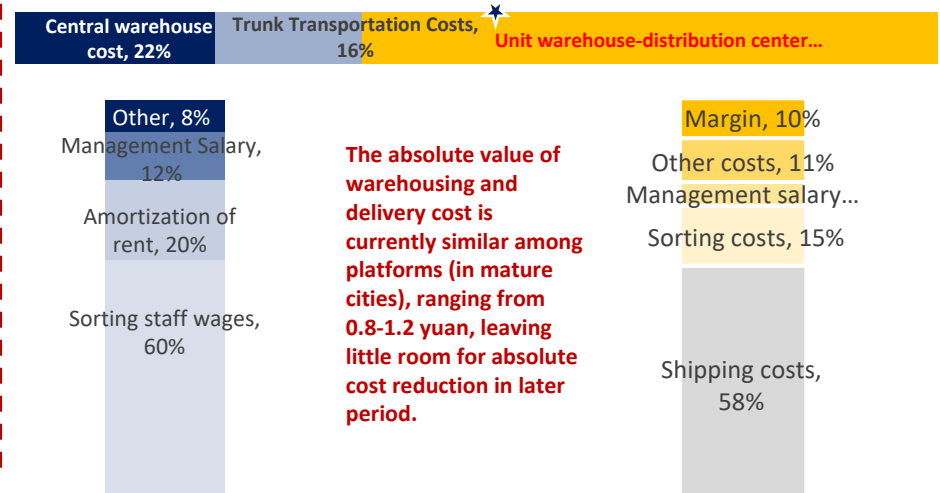 Central warehouse
cost, 22%
Trunk Transportation Costs,
16%
Unit warehouse-distribution center…
Other, 8%
Management Salary,
12%
Amortization of
rent, 20%
Sorting staff wages,
60%
The absolute value of
warehousing and
delivery cost is
currently similar among
platforms (in mature
cities), ranging from
0.8-1.2 yuan, leaving
little room for absolute
cost reduction in later
period.
Margin, 10%
Other costs, 11%
Management salary…
Sorting costs, 15%
Shipping costs,
58%